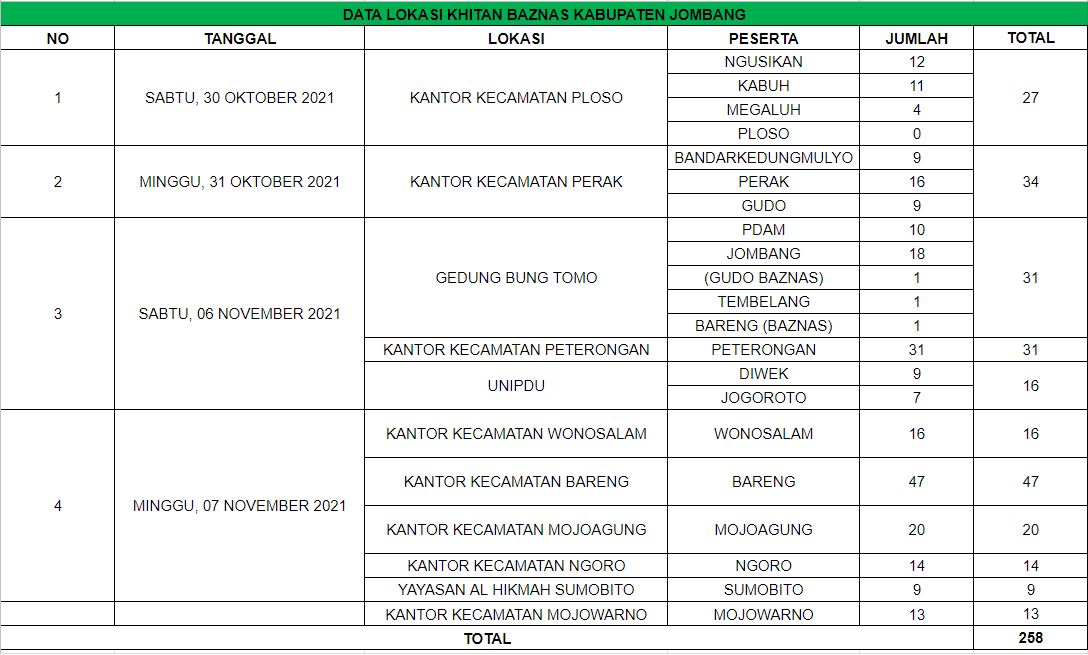 DATA LOKASI KHITAN BAZNAS KABUPATEN JOMBANG
NO TANGGAL LOKASI PESERTA JUMLAH TOTAL
1 SABTU, 30 OKTOBER 2021 KANTOR KECAMATAN PLOSO NGUSIKAN 12 27
KABUH 11
MEGALUH 4
PLOSO 0
2 MINGGU, 31 OKTOBER 2021 KANTOR KECAMATAN PERAK BANDARKEDUNGMULYO 9 34
PERAK 16
GUDO 9
3 SABTU, 06 NOVEMBER 2021 GEDUNG BUNG TOMO PDAM 10 31
JOMBANG 18
(GUDO BAZNAS) 1
TEMBELANG 1
BARENG (BAZNAS) 1
KANTOR KECAMATAN PETERONGAN PETERONGAN 31 31
UNIPDU DIWEK 9 16
JOGOROTO 7
4 MINGGU, 07 NOVEMBER 2021 KANTOR KECAMATAN WONOSALAM WONOSALAM 16 16
KANTOR KECAMATAN BARENG BARENG 47 47
KANTOR KECAMATAN MOJOAGUNG MOJOAGUNG 20 20
KANTOR KECAMATAN NGORO NGORO 14 14
YAYASAN AL HIKMAH SUMOBITO SUMOBITO 9 9
KANTOR KECAMATAN MOJOWARNO MOJOWARNO 13 13
TOTAL 258